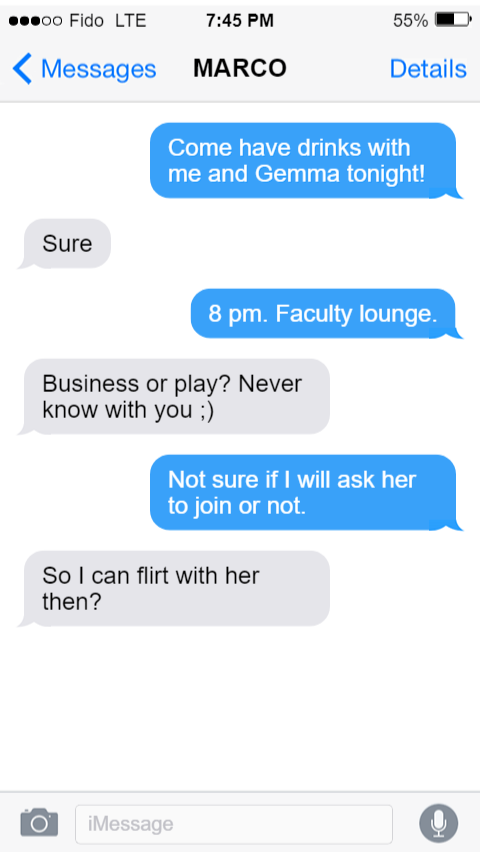 Fido LTE 7:45 PM 55%
Messages MARCO Details
Come have drinks with
me and Gemma tonight!
Sure
8 pm. Faculty lounge.
Business or play? Never
know with you ;)
Not sure if I will ask her
to join or not.
So I can flirt with her
then?
iMessage